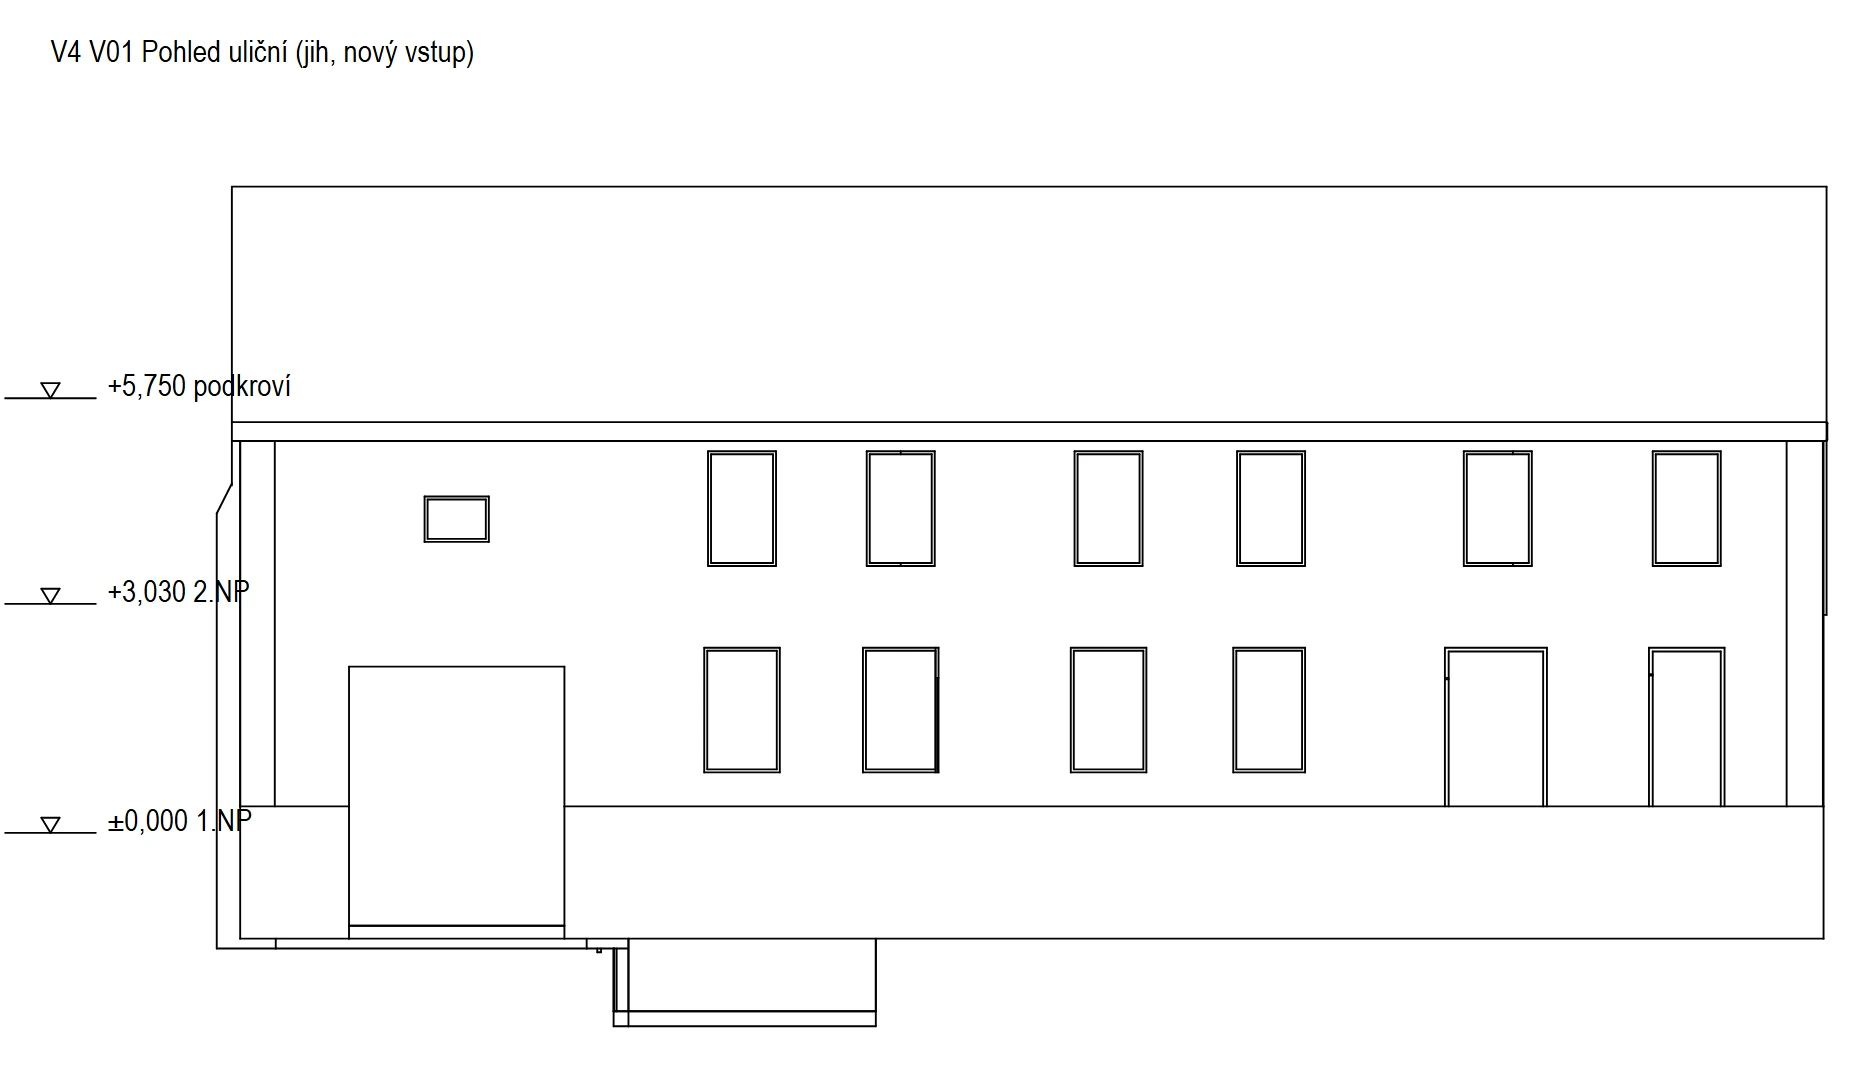 V4 V01 Pohled uliční (jih, nový vstup)
+5,750 podkroví
+3,030 2.NP
±0,000 1.NP